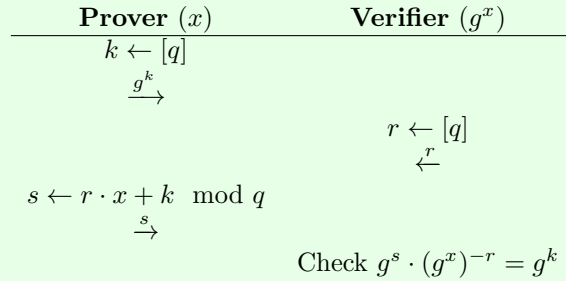 Prover (x) Verifier (g^x)
k ← [q]
g^k
⟶
r ← [q]
r
←
s ← r · x + k mod q
s
→
Check g^s · (g^x)^{−r} = g^k